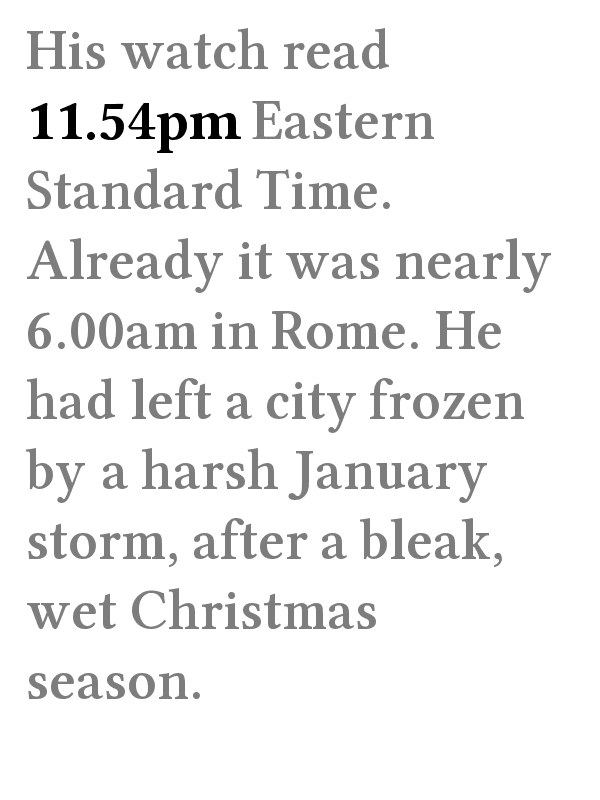 His watch read
11.54pm Eastern
Standard Time.
Already it was nearly
6.00am in Rome. He
had left a city frozen
by a harsh January
storm, after a bleak,
wet Christmas
season.